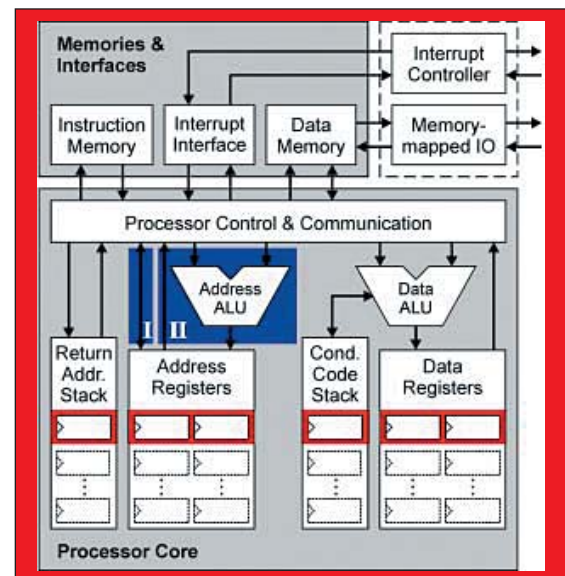 Memories &
Interfaces
Interrupt
Controller
Instruction
Memory
Interrupt
Interface
Data
Memory
Memory-
mapped IO
Processor Control & Communication
Address
ALU
Data
ALU
I
II
Return
Addr.
Stack
Address
Registers
Cond.
Code
Stack
Data
Registers
Processor Core